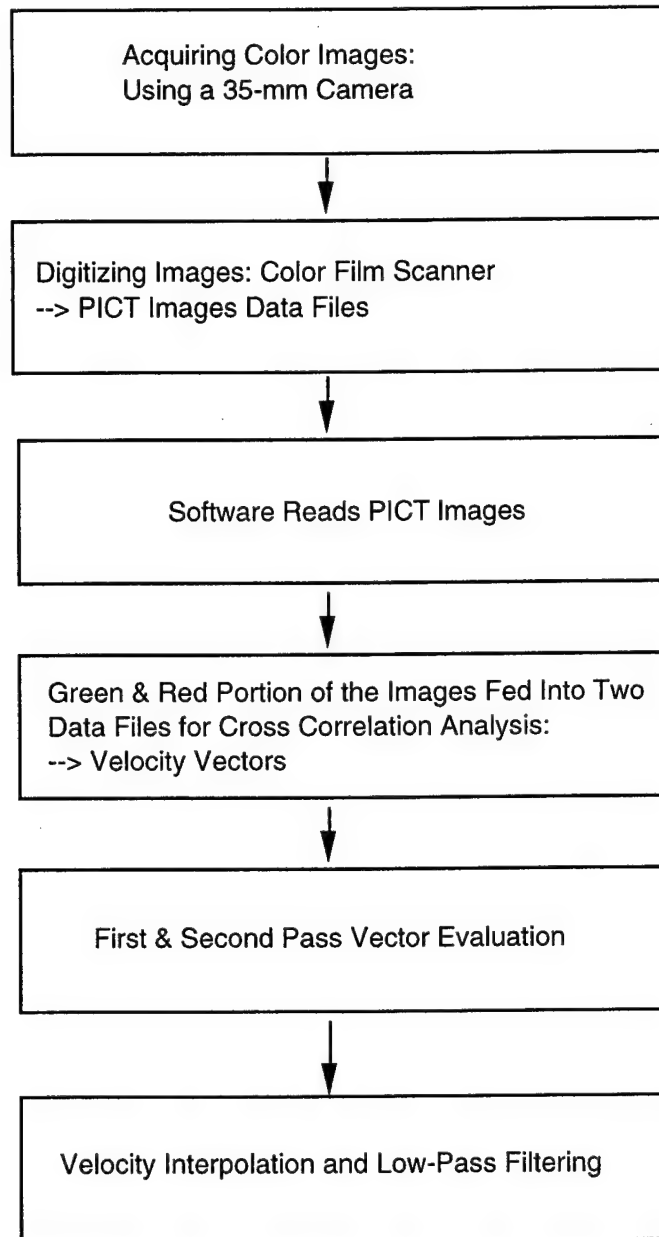 Acquiring Color Images:
Using a 35-mm Camera
Digitizing Images: Color Film Scanner
--> PICT Images Data Files
Software Reads PICT Images
Green & Red Portion of the Images Fed Into Two
Data Files for Cross Correlation Analysis:
--> Velocity Vectors
First & Second Pass Vector Evaluation
Velocity Interpolation and Low-Pass Filtering